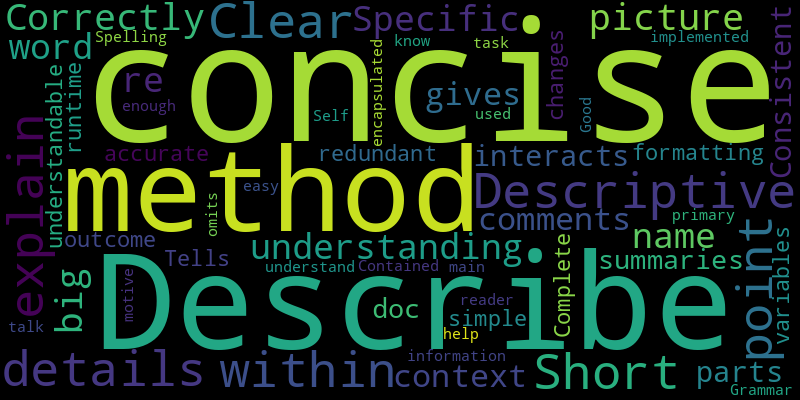 Correctly
Clear
Specific
picture
word
Spelling
know
task
implemented
concise
re
enough
encapsulated
gives
changes
Consistent
understandable
runtime
Self
used
Good
explain
accurate
redundant
interacts
formatting
method
easy
omits
Descriptive
comments
primary
outcome
Tells
understanding
name
point
variables
big
motive
understand
Contained
main
Complete
summaries
Describe
talk
doc
reader
simple
help
details
within
information
context
Short
parts
Grammar